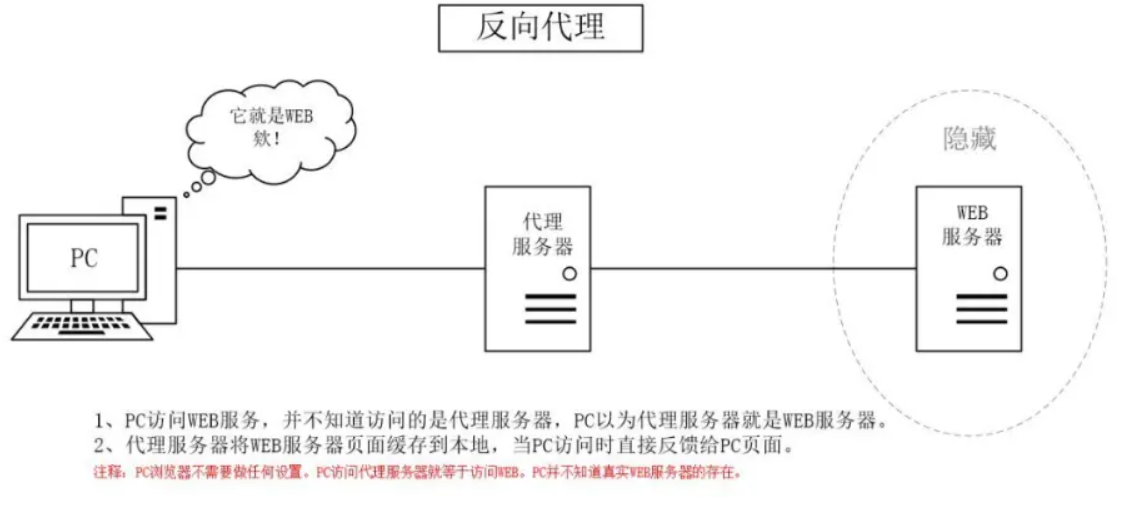 反向代理
它就是WEB
欸！
隐藏
PC
代理
服务器
WEB
服务器
1、PC访问WEB服务，并不知道访问的是代理服务器，PC以为代理服务器就是WEB服务器。
2、代理服务器将WEB服务器页面缓存到本地，当PC访问时直接反馈给PC页面。
注释：PC浏览器不需要做任何设置。PC访问代理服务器就等于访问WEB。PC并不知道真实WEB服务器的存在。